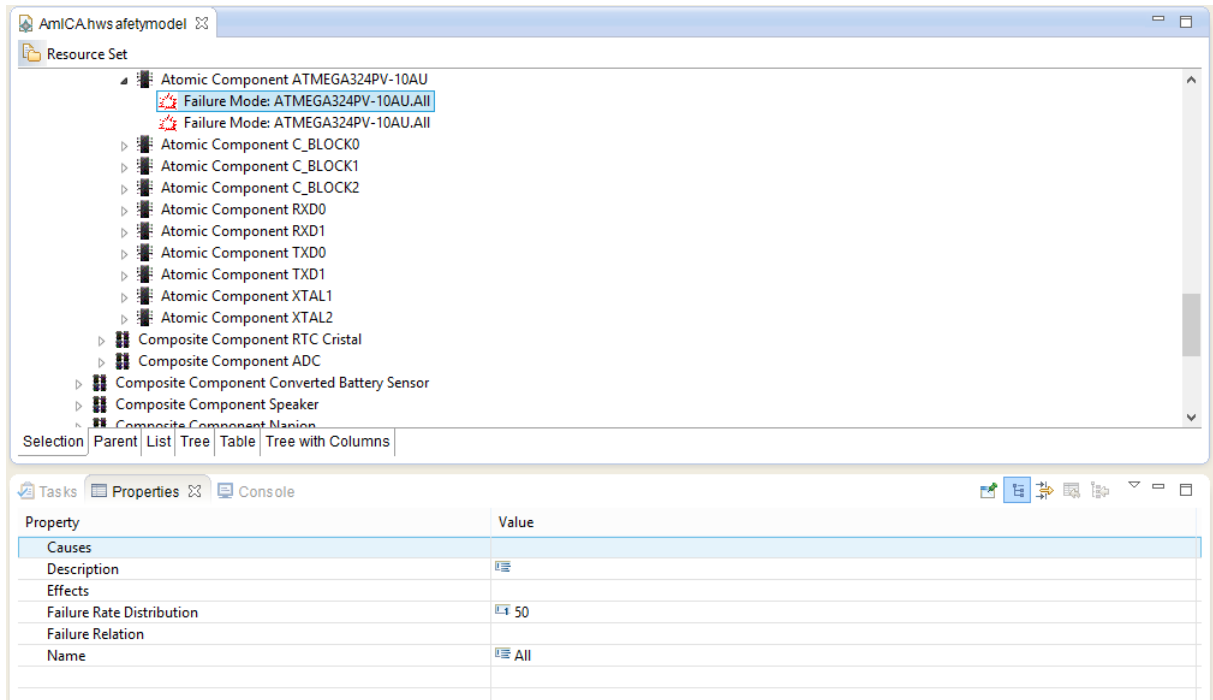 AmICA.hwsafetymodel
Resource Set
Atomic Component ATMEGA324PV-10AU
Failure Mode: ATMEGA324PV-10AU.All
Failure Mode: ATMEGA324PV-10AU.All
Atomic Component C_BLOCK0
Atomic Component C_BLOCK1
Atomic Component C_BLOCK2
Atomic Component RXD0
Atomic Component RXD1
Atomic Component TXD0
Atomic Component TXD1
Atomic Component XTAL1
Atomic Component XTAL2
Composite Component RTC Cristal
Composite Component ADC
Composite Component Converted Battery Sensor
Composite Component Speaker
Composite Component Nanjon
Selection Parent List Tree Table Tree with Columns
Tasks Properties Console
Property Value
Causes
Description
Effects
Failure Rate Distribution 50
Failure Relation
Name All